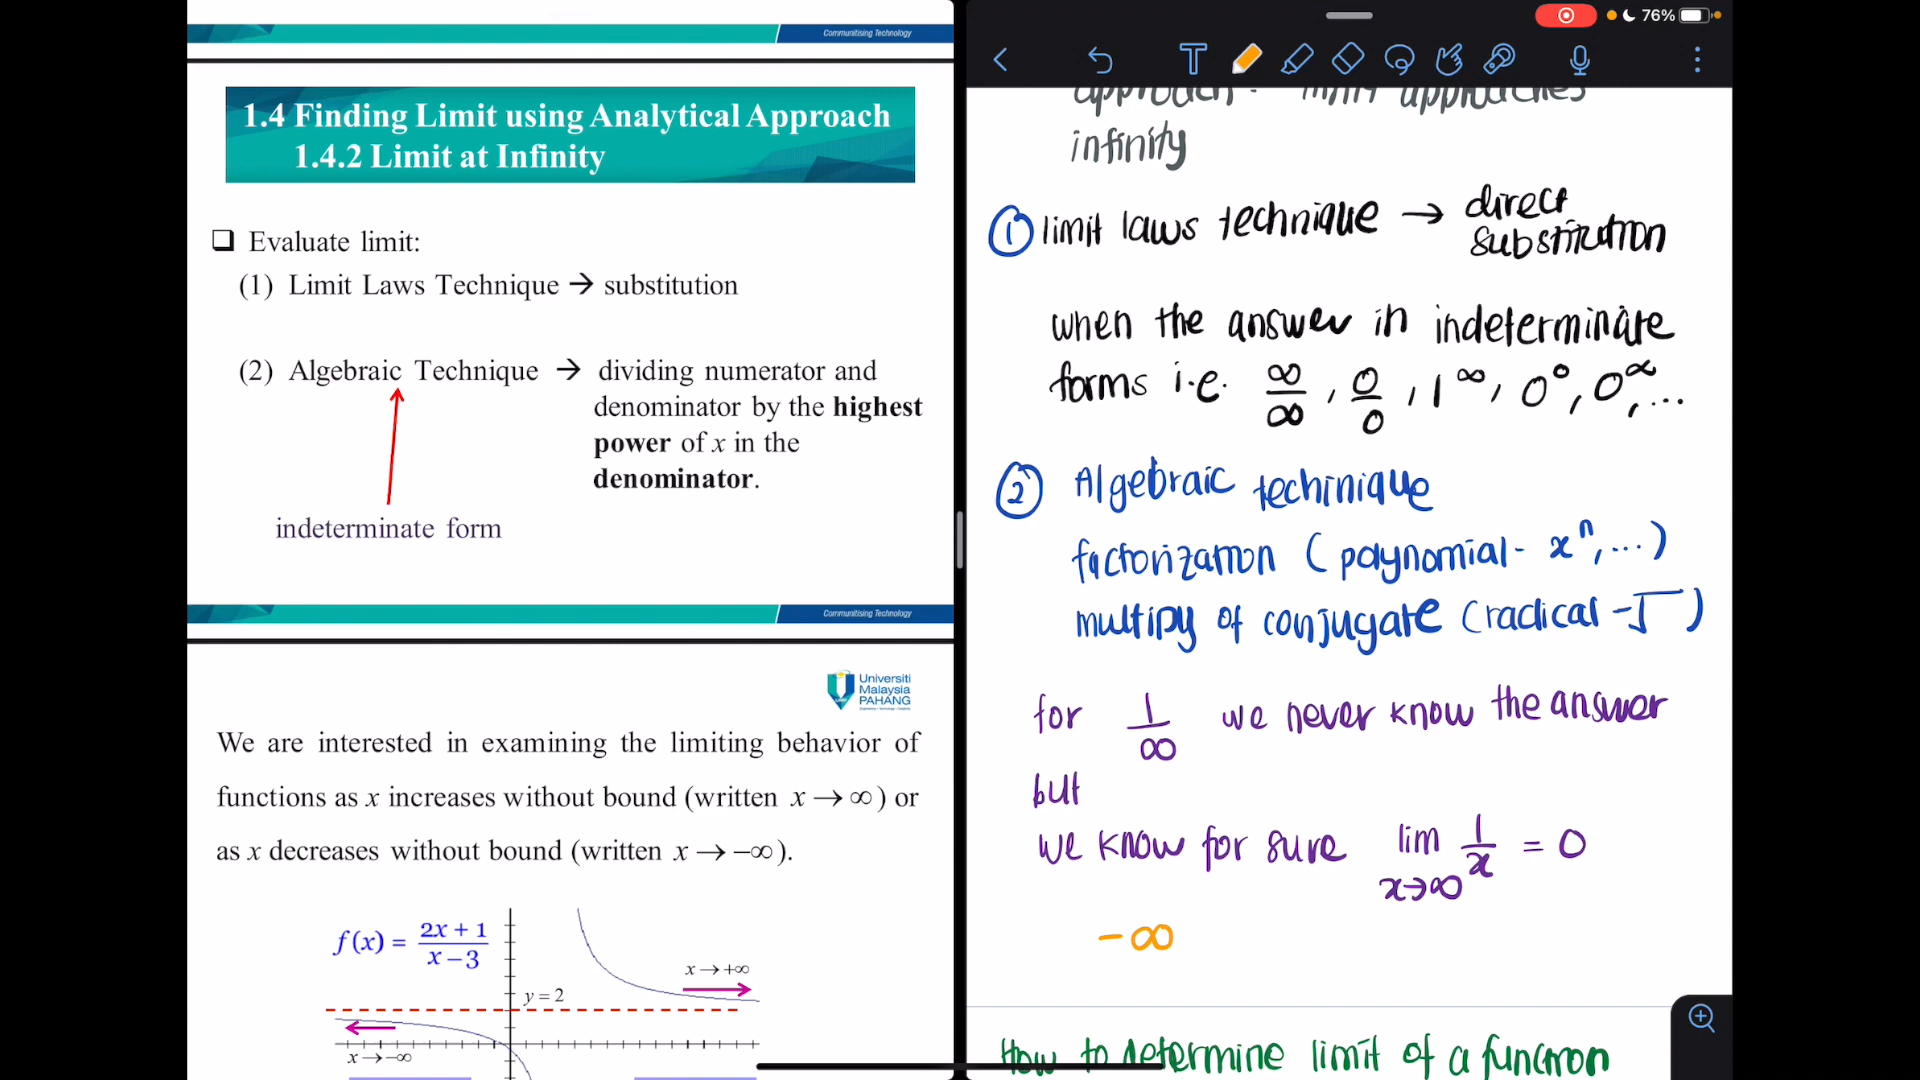 Communitising Technology
1.4 Finding Limit using Analytical Approach
1.4.2 Limit at Infinity
❑ Evaluate limit:
(1) Limit Laws Technique → substitution
(2) Algebraic Technique → dividing numerator and
denominator by the highest
power of x in the
denominator.
indeterminate form
Communitising Technology
Universiti
Malaysia
PAHANG
We are interested in examining the limiting behavior of
functions as x increases without bound (written x → ∞) or
as x decreases without bound (written x → −∞).
f(x) = (2x + 1)/(x − 3)
x → +∞
y = 2
x → −∞
76%
infinity
① limit laws technique → direct
substitution
when the answer in indeterminate
forms i.e. ∞/∞, 0/0, 1^∞, 0^0, 0^∞, ...
② Algebraic techinique
factorization (polynomial - x^n, ...)
multipy of conjugate (radical - √ )
for 1/∞ we never know the answer
but
we know for sure lim x→∞ 1/x = 0
−∞
How to determine limit of a function